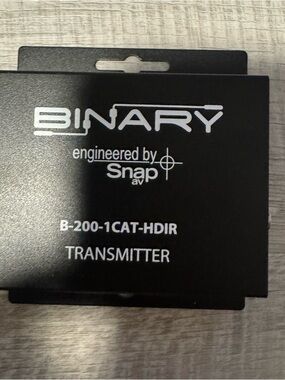 BINARY
engineered by
Snap
av
B-200-1CAT-HDIR
TRANSMITTER